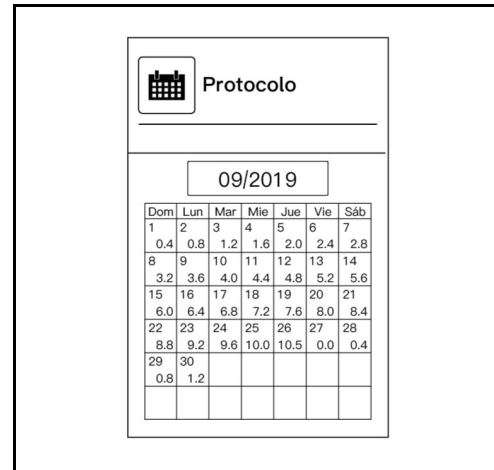 Protocolo
09/2019
Dom Lun Mar Mie Jue Vie Sáb
1 2 3 4 5 6 7
0.4 0.8 1.2 1.6 2.0 2.4 2.8
8 9 10 11 12 13 14
3.2 3.6 4.0 4.4 4.8 5.2 5.6
15 16 17 18 19 20 21
6.0 6.4 6.8 7.2 7.6 8.0 8.4
22 23 24 25 26 27 28
8.8 9.2 9.6 10.0 10.5 0.0 0.4
29 30
0.8 1.2